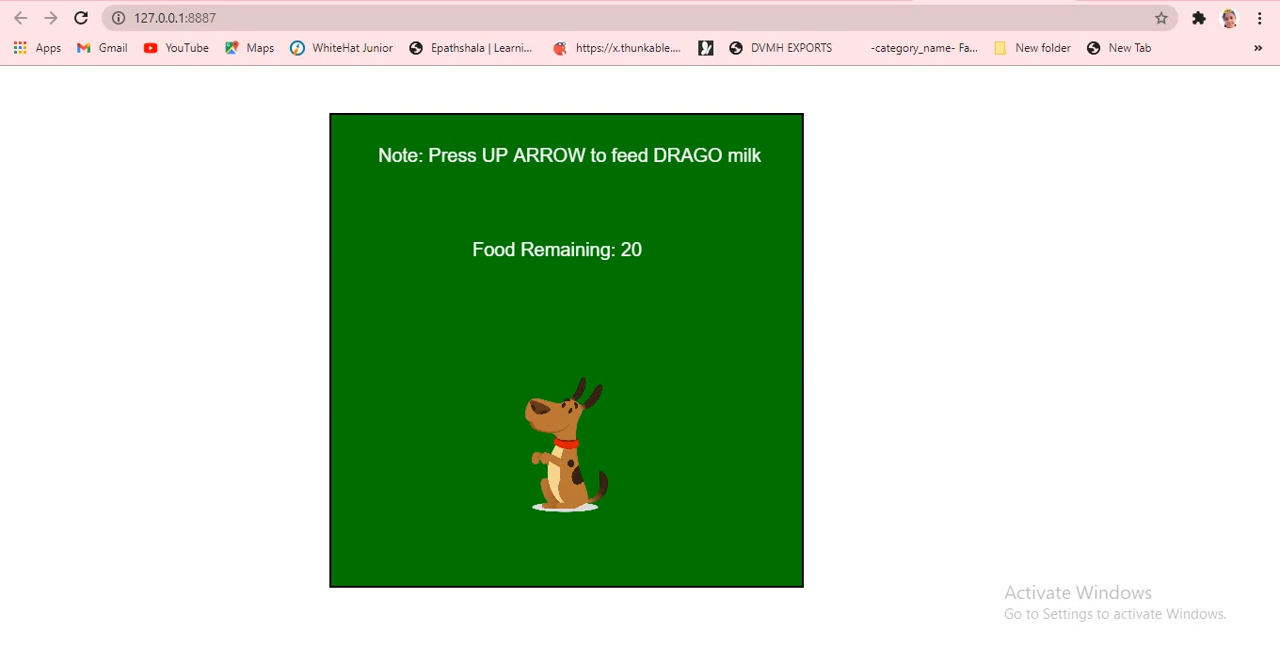 127.0.0.1:8887
Apps Gmail YouTube Maps WhiteHat Junior Epathshala | Learni... https://x.thunkable.... DVMH EXPORTS -category_name- Fa... New folder New Tab »
Note: Press UP ARROW to feed DRAGO milk
Food Remaining: 20
Activate Windows
Go to Settings to activate Windows.